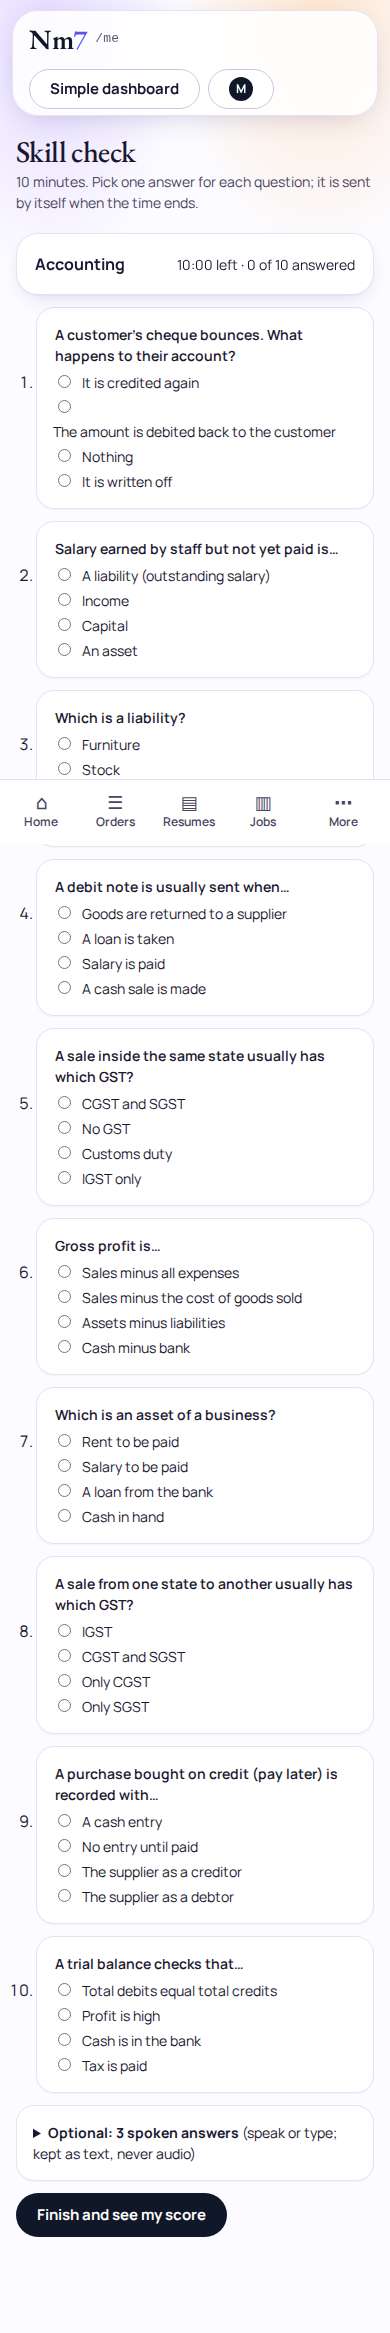 Nm7 /me
Simple dashboard
M
Skill check
10 minutes. Pick one answer for each question; it is sent
by itself when the time ends.
Accounting
10:00 left · 0 of 10 answered
1.
A customer's cheque bounces. What
happens to their account?
It is credited again
The amount is debited back to the customer
Nothing
It is written off
2.
Salary earned by staff but not yet paid is…
A liability (outstanding salary)
Income
Capital
An asset
3.
Which is a liability?
Furniture
Stock
Home
Orders
Resumes
Jobs
More
4.
A debit note is usually sent when…
Goods are returned to a supplier
A loan is taken
Salary is paid
A cash sale is made
5.
A sale inside the same state usually has
which GST?
CGST and SGST
No GST
Customs duty
IGST only
6.
Gross profit is…
Sales minus all expenses
Sales minus the cost of goods sold
Assets minus liabilities
Cash minus bank
7.
Which is an asset of a business?
Rent to be paid
Salary to be paid
A loan from the bank
Cash in hand
8.
A sale from one state to another usually has
which GST?
IGST
CGST and SGST
Only CGST
Only SGST
9.
A purchase bought on credit (pay later) is
recorded with…
A cash entry
No entry until paid
The supplier as a creditor
The supplier as a debtor
10.
A trial balance checks that…
Total debits equal total credits
Profit is high
Cash is in the bank
Tax is paid
Optional: 3 spoken answers (speak or type;
kept as text, never audio)
Finish and see my score